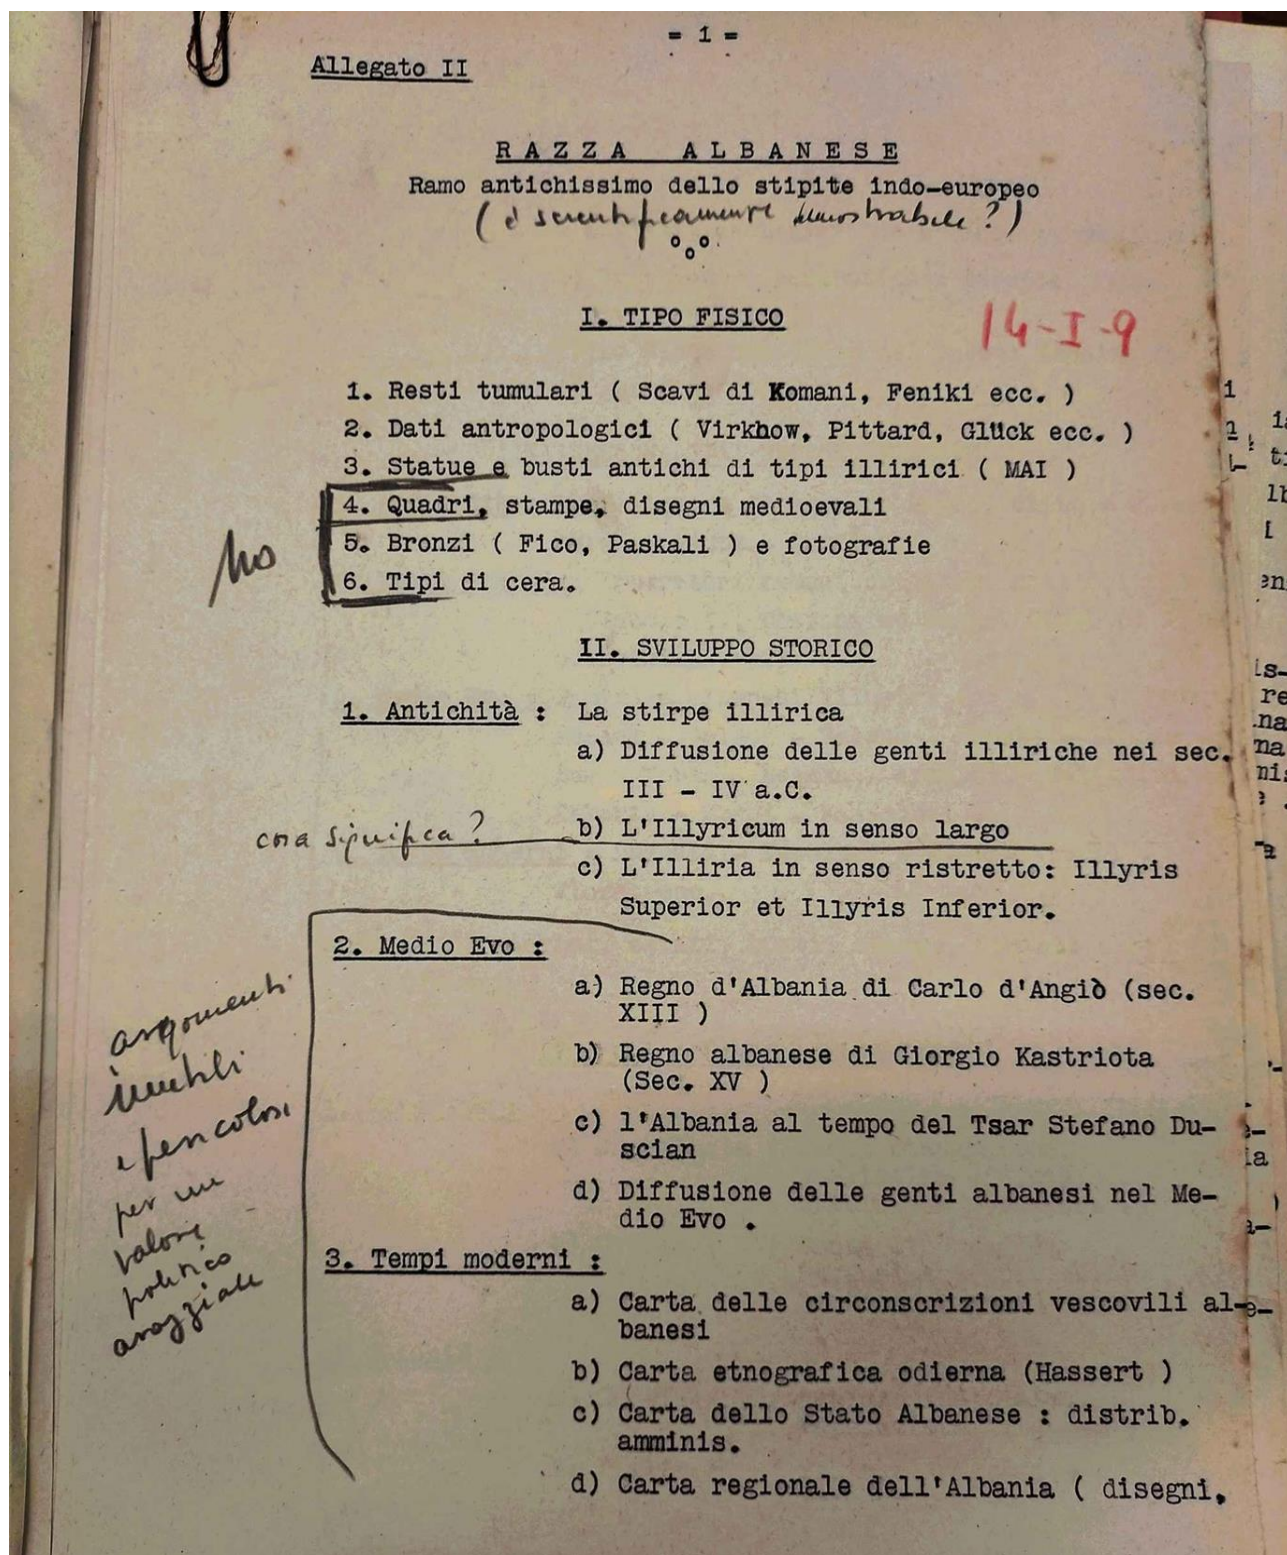 = 1 =
Allegato II
RAZZA ALBANESE
Ramo antichissimo dello stipite indo-europeo
( è scientificamente dimostrabile ? )
I. TIPO FISICO
14-I-9
1. Resti tumulari ( Scavi di Komani, Feniki ecc. )
2. Dati antropologici ( Virkhow, Pittard, Glück ecc. )
3. Statue e busti antichi di tipi illirici ( MAI )
4. Quadri, stampe, disegni medioevali
5. Bronzi ( Fico, Paskali ) e fotografie
no
6. Tipi di cera.
II. SVILUPPO STORICO
1. Antichità : La stirpe illirica
a) Diffusione delle genti illiriche nei sec.
III - IV a.C.
cosa significa ? b) L'Illyricum in senso largo
c) L'Illiria in senso ristretto: Illyris
Superior et Illyris Inferior.
2. Medio Evo :
a) Regno d'Albania di Carlo d'Angiò (sec.
XIII )
b) Regno albanese di Giorgio Kastriota
(Sec. XV )
c) l'Albania al tempo del Tsar Stefano Du-
scian
d) Diffusione delle genti albanesi nel Me-
dio Evo .
argomenti
inutili
e pericolosi
per un
valore
politico
3. Tempi moderni :
a) Carta delle circonscrizioni vescovili al-
banesi
b) Carta etnografica odierna (Hassert )
c) Carta dello Stato Albanese : distrib.
amminis.
d) Carta regionale dell'Albania ( disegni,